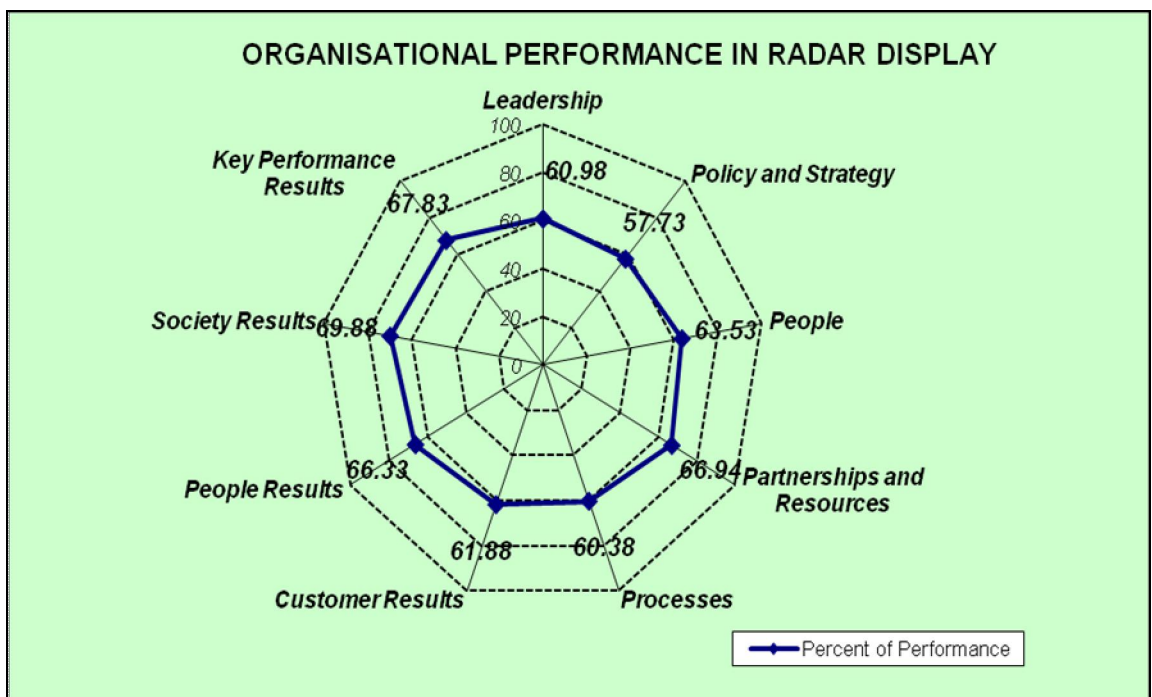 ORGANISATIONAL PERFORMANCE IN RADAR DISPLAY
Leadership
100
Key Performance
Results
80
60.98
Policy and Strategy
67.83
57.73
60
40
Society Results
69.88
20
63.53
People
0
People Results
66.33
66.94
Partnerships and
Resources
61.88
60.38
Customer Results
Processes
Percent of Performance